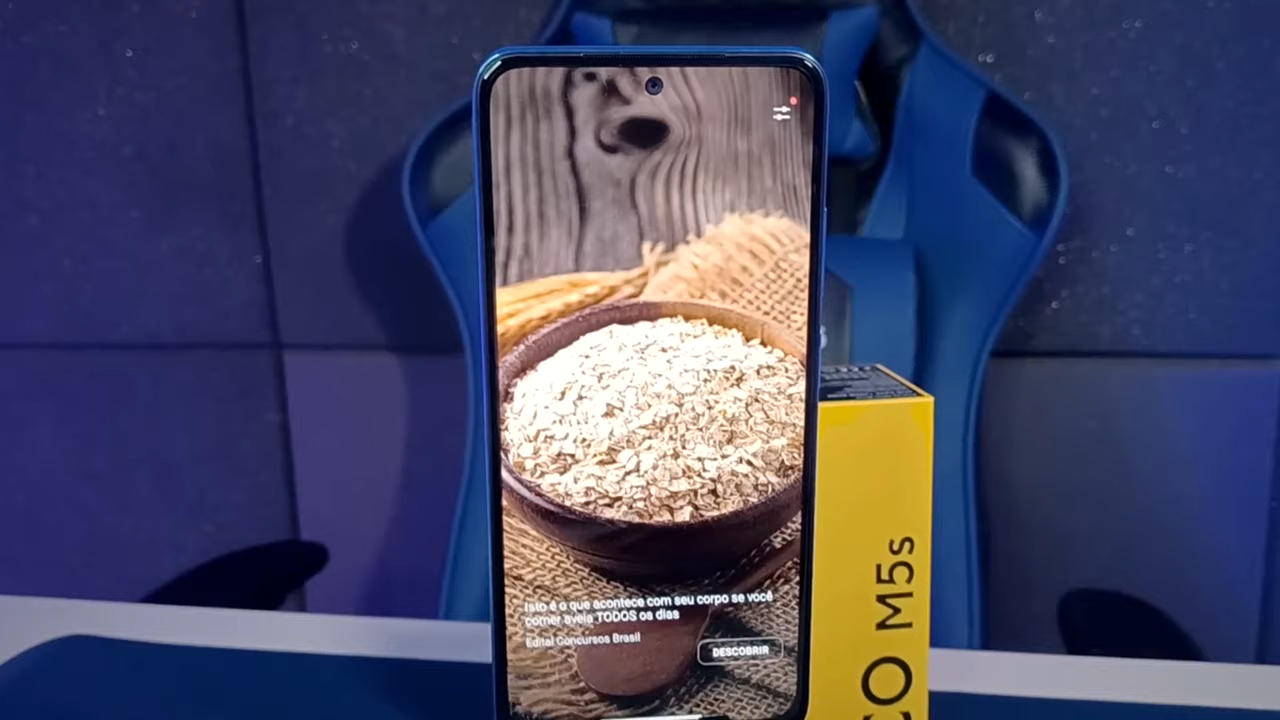 Isto é o que acontece com seu corpo se você
comer aveia TODOS os dias
Edital Concursos Brasil
DESCOBRIR
CO M5s